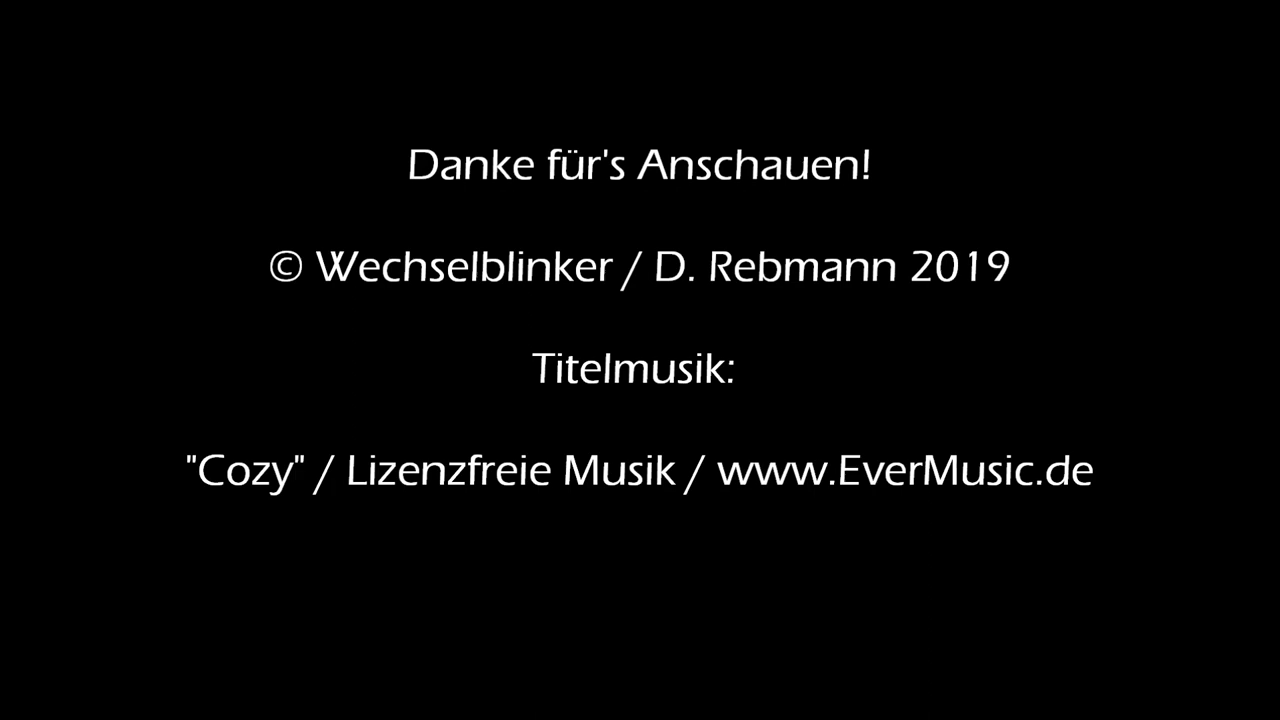 Danke für's Anschauen!
© Wechselblinker / D. Rebmann 2019
Titelmusik:
"Cozy" / Lizenzfreie Musik / www.EverMusic.de